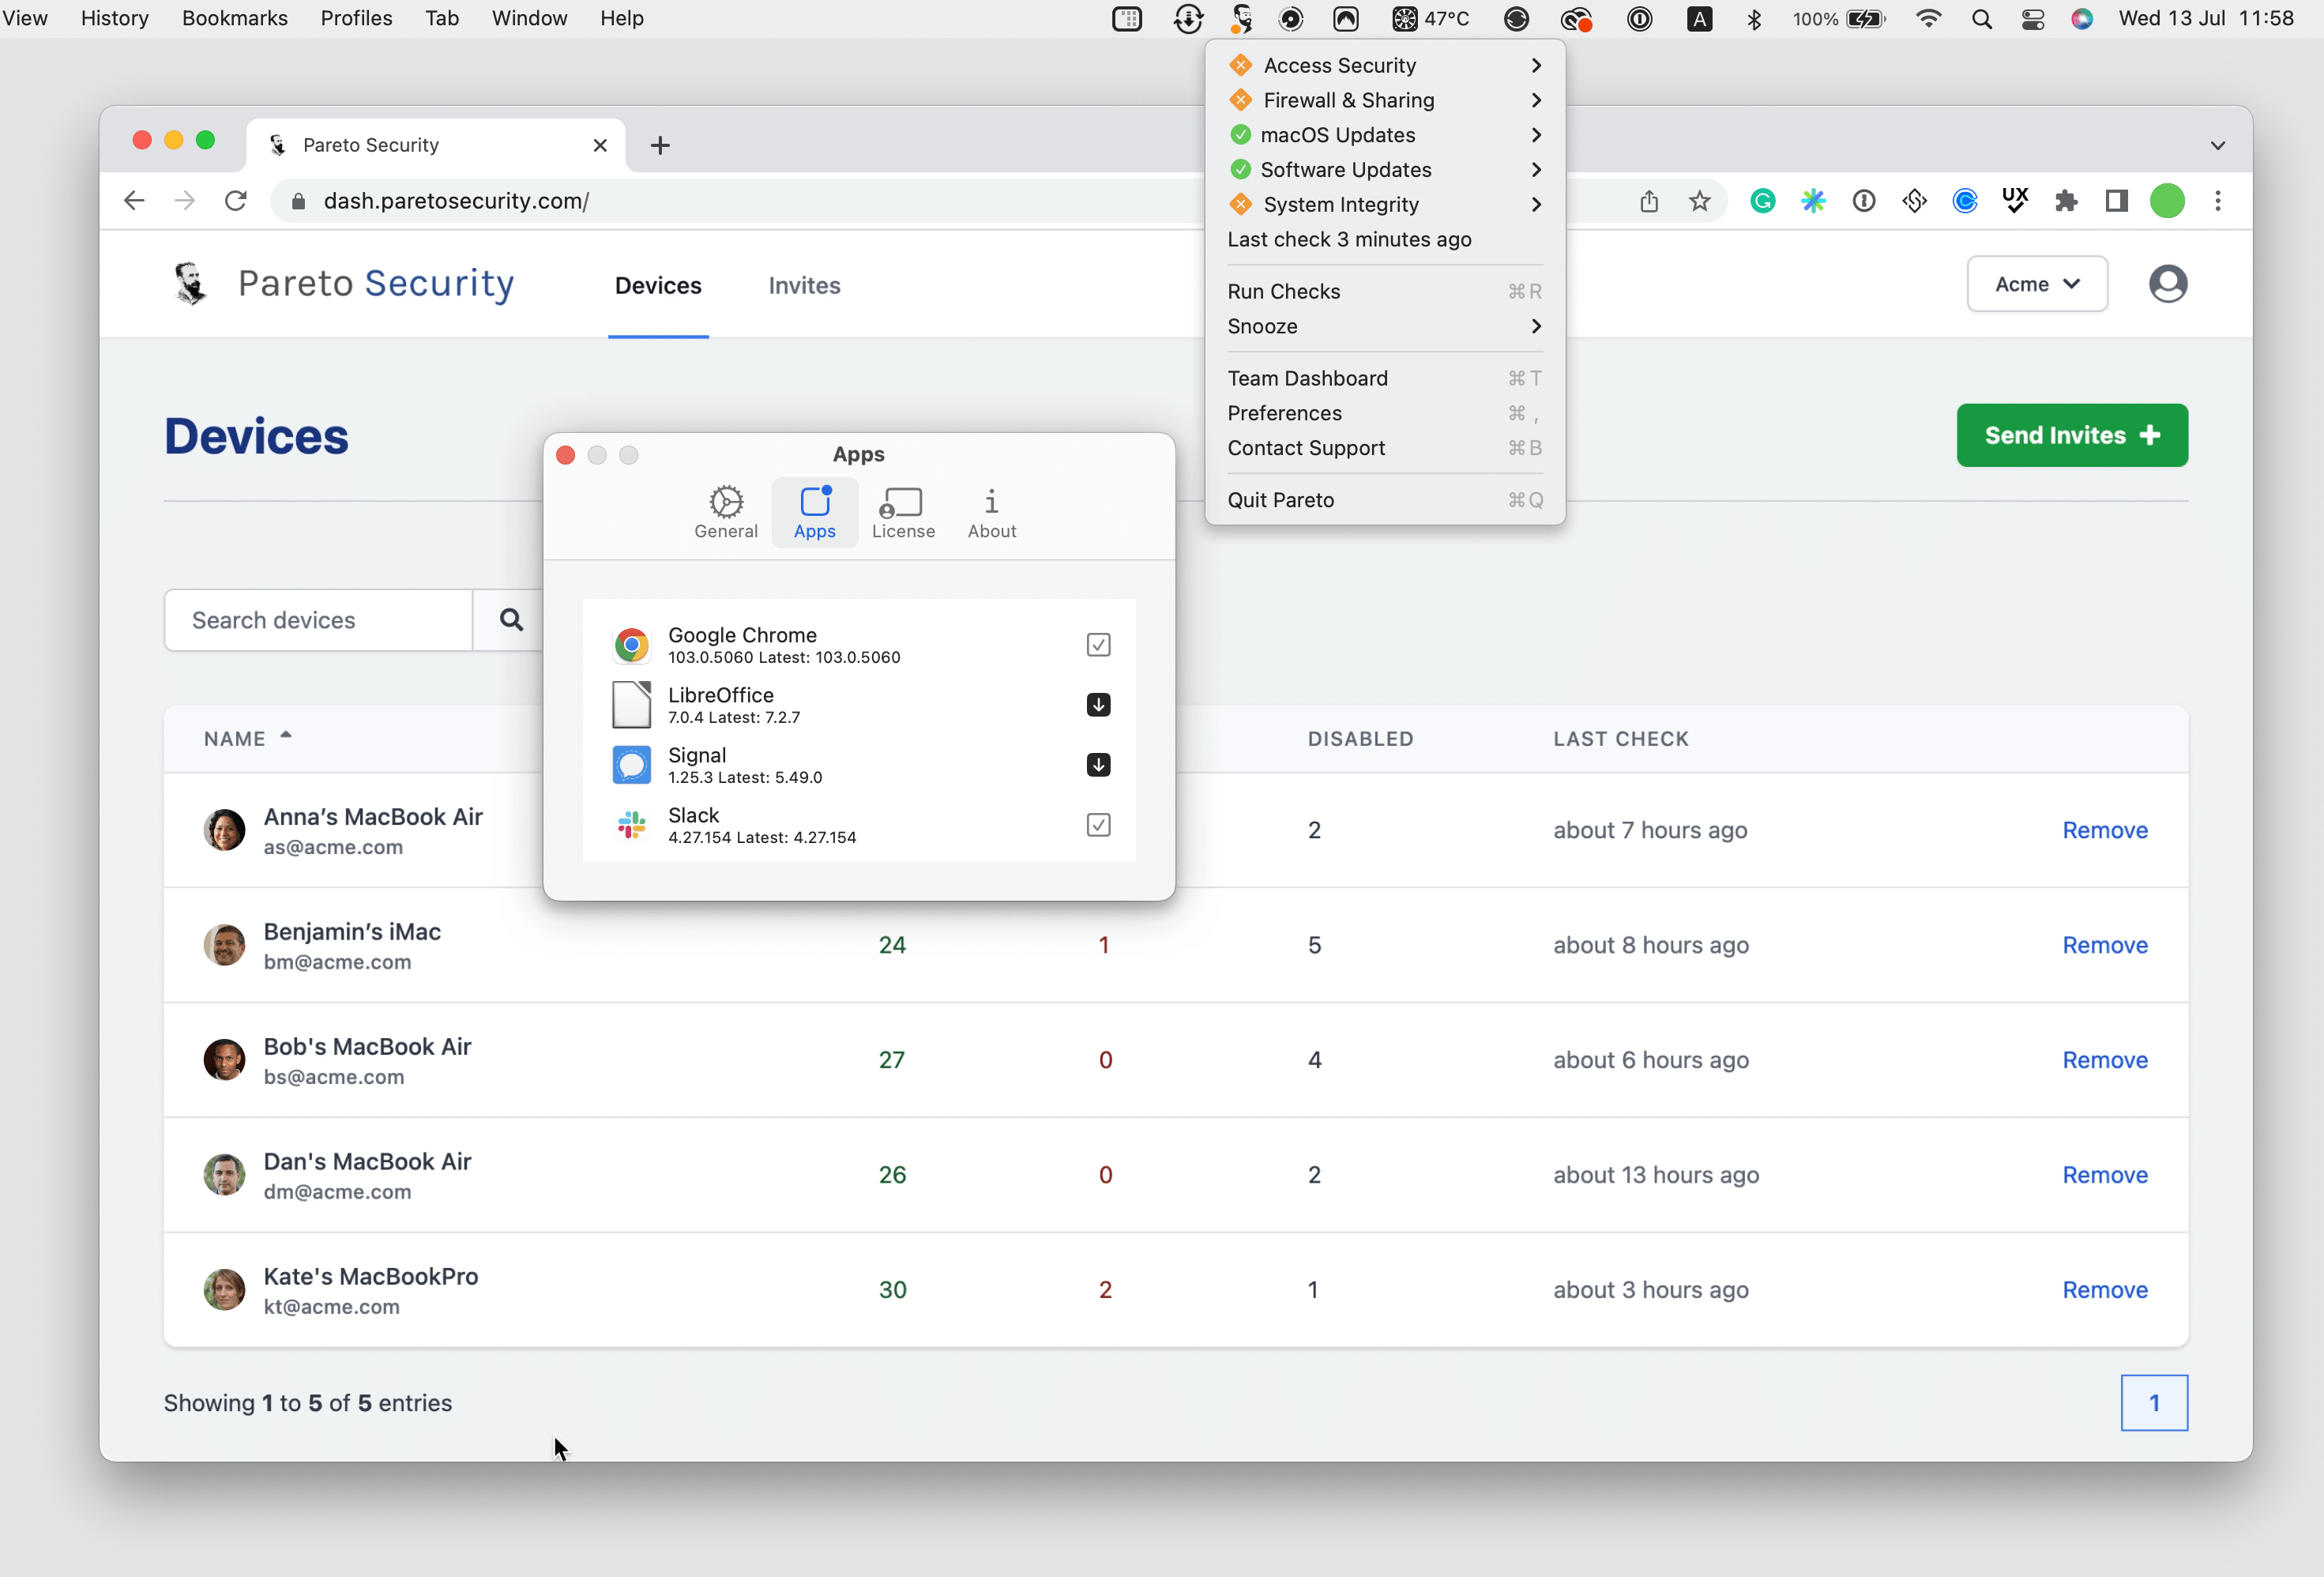 View History Bookmarks Profiles Tab Window Help 47°C A 100% Wed 13 Jul 11:58
Pareto Security
dash.paretosecurity.com/
UX
Pareto Security Devices Invites Acme
Access Security
Firewall & Sharing
macOS Updates
Software Updates
System Integrity
Last check 3 minutes ago
Run Checks ⌘R
Snooze
Team Dashboard ⌘T
Preferences ⌘,
Contact Support ⌘B
Quit Pareto ⌘Q
Devices
Send Invites +
Apps
General Apps License About
Google Chrome
103.0.5060 Latest: 103.0.5060
LibreOffice
7.0.4 Latest: 7.2.7
Signal
1.25.3 Latest: 5.49.0
Slack
4.27.154 Latest: 4.27.154
Search devices
NAME DISABLED LAST CHECK
Anna’s MacBook Air
as@acme.com
2 about 7 hours ago Remove
Benjamin’s iMac
bm@acme.com
24 1 5 about 8 hours ago Remove
Bob's MacBook Air
bs@acme.com
27 0 4 about 6 hours ago Remove
Dan's MacBook Air
dm@acme.com
26 0 2 about 13 hours ago Remove
Kate's MacBookPro
kt@acme.com
30 2 1 about 3 hours ago Remove
Showing 1 to 5 of 5 entries
1